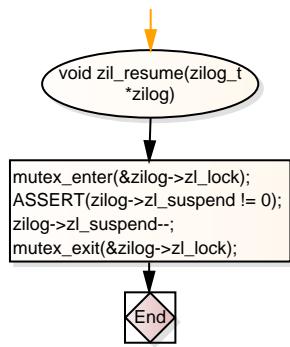 void zil_resume(zilog_t
*zilog)
mutex_enter(&zilog->zl_lock);
ASSERT(zilog->zl_suspend != 0);
zilog->zl_suspend--;
mutex_exit(&zilog->zl_lock);
End